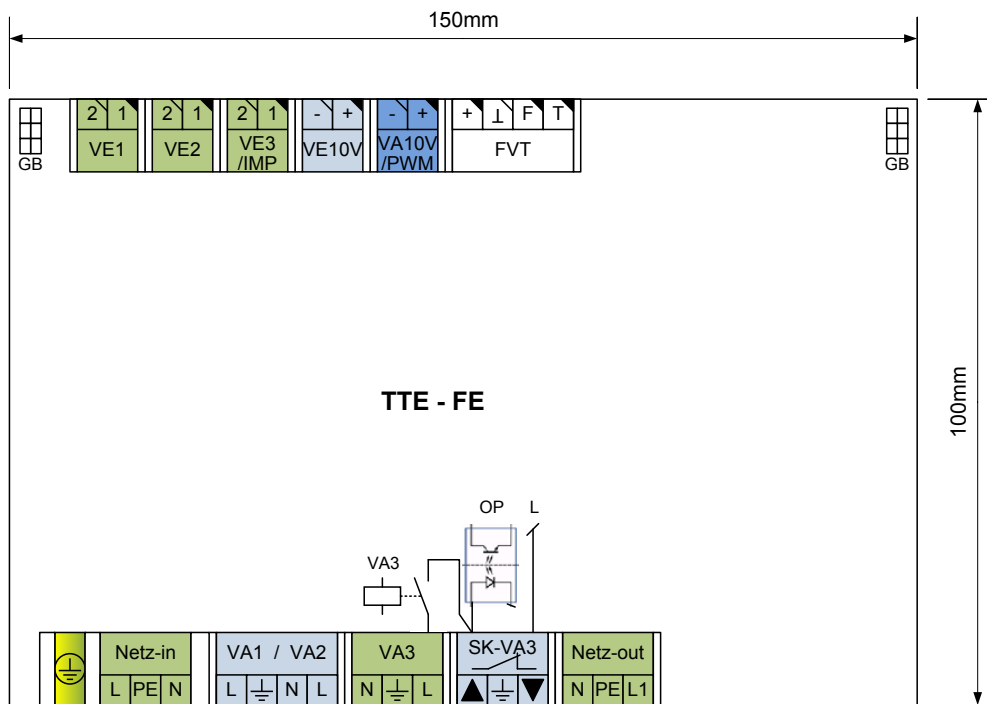 150mm
2 1 2 1 2 1 - + - + + ⊥ F T
VE1 VE2 VE3 /IMP VE10V VA10V /PWM FVT
GB GB
100mm
TTE - FE
OP L
VA3
Netz-in VA1 / VA2 VA3 SK-VA3 Netz-out
L PE N L N L N L N PE L1